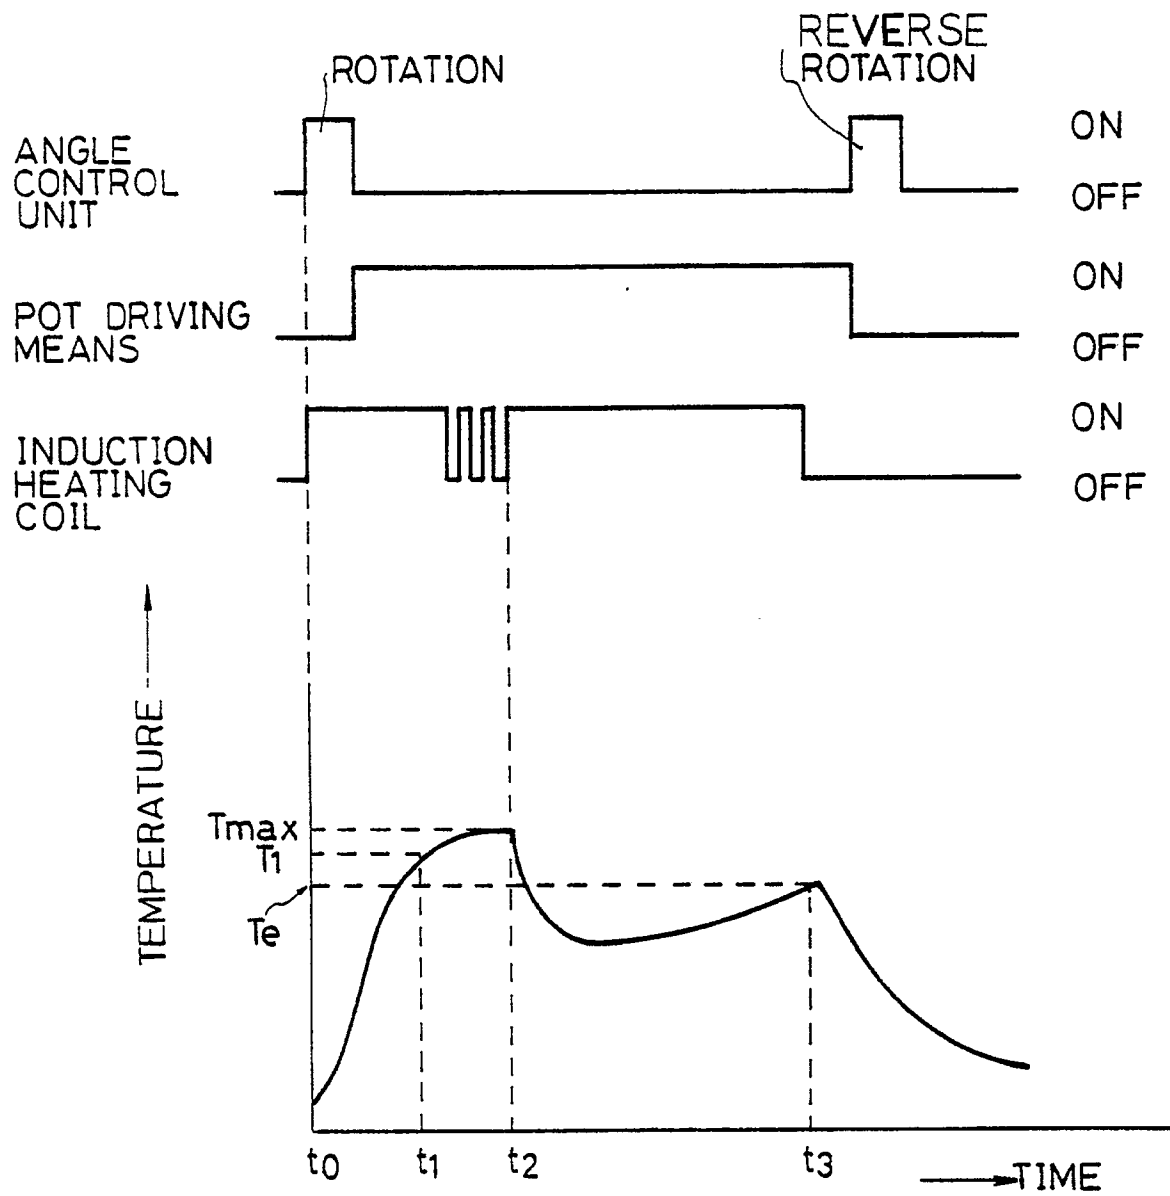 ROTATION
REVERSE
ROTATION
ANGLE
CONTROL
UNIT
ON
OFF
POT DRIVING
MEANS
ON
OFF
INDUCTION
HEATING
COIL
ON
OFF
TEMPERATURE
Tmax
T1
Te
t0
t1
t2
t3
TIME